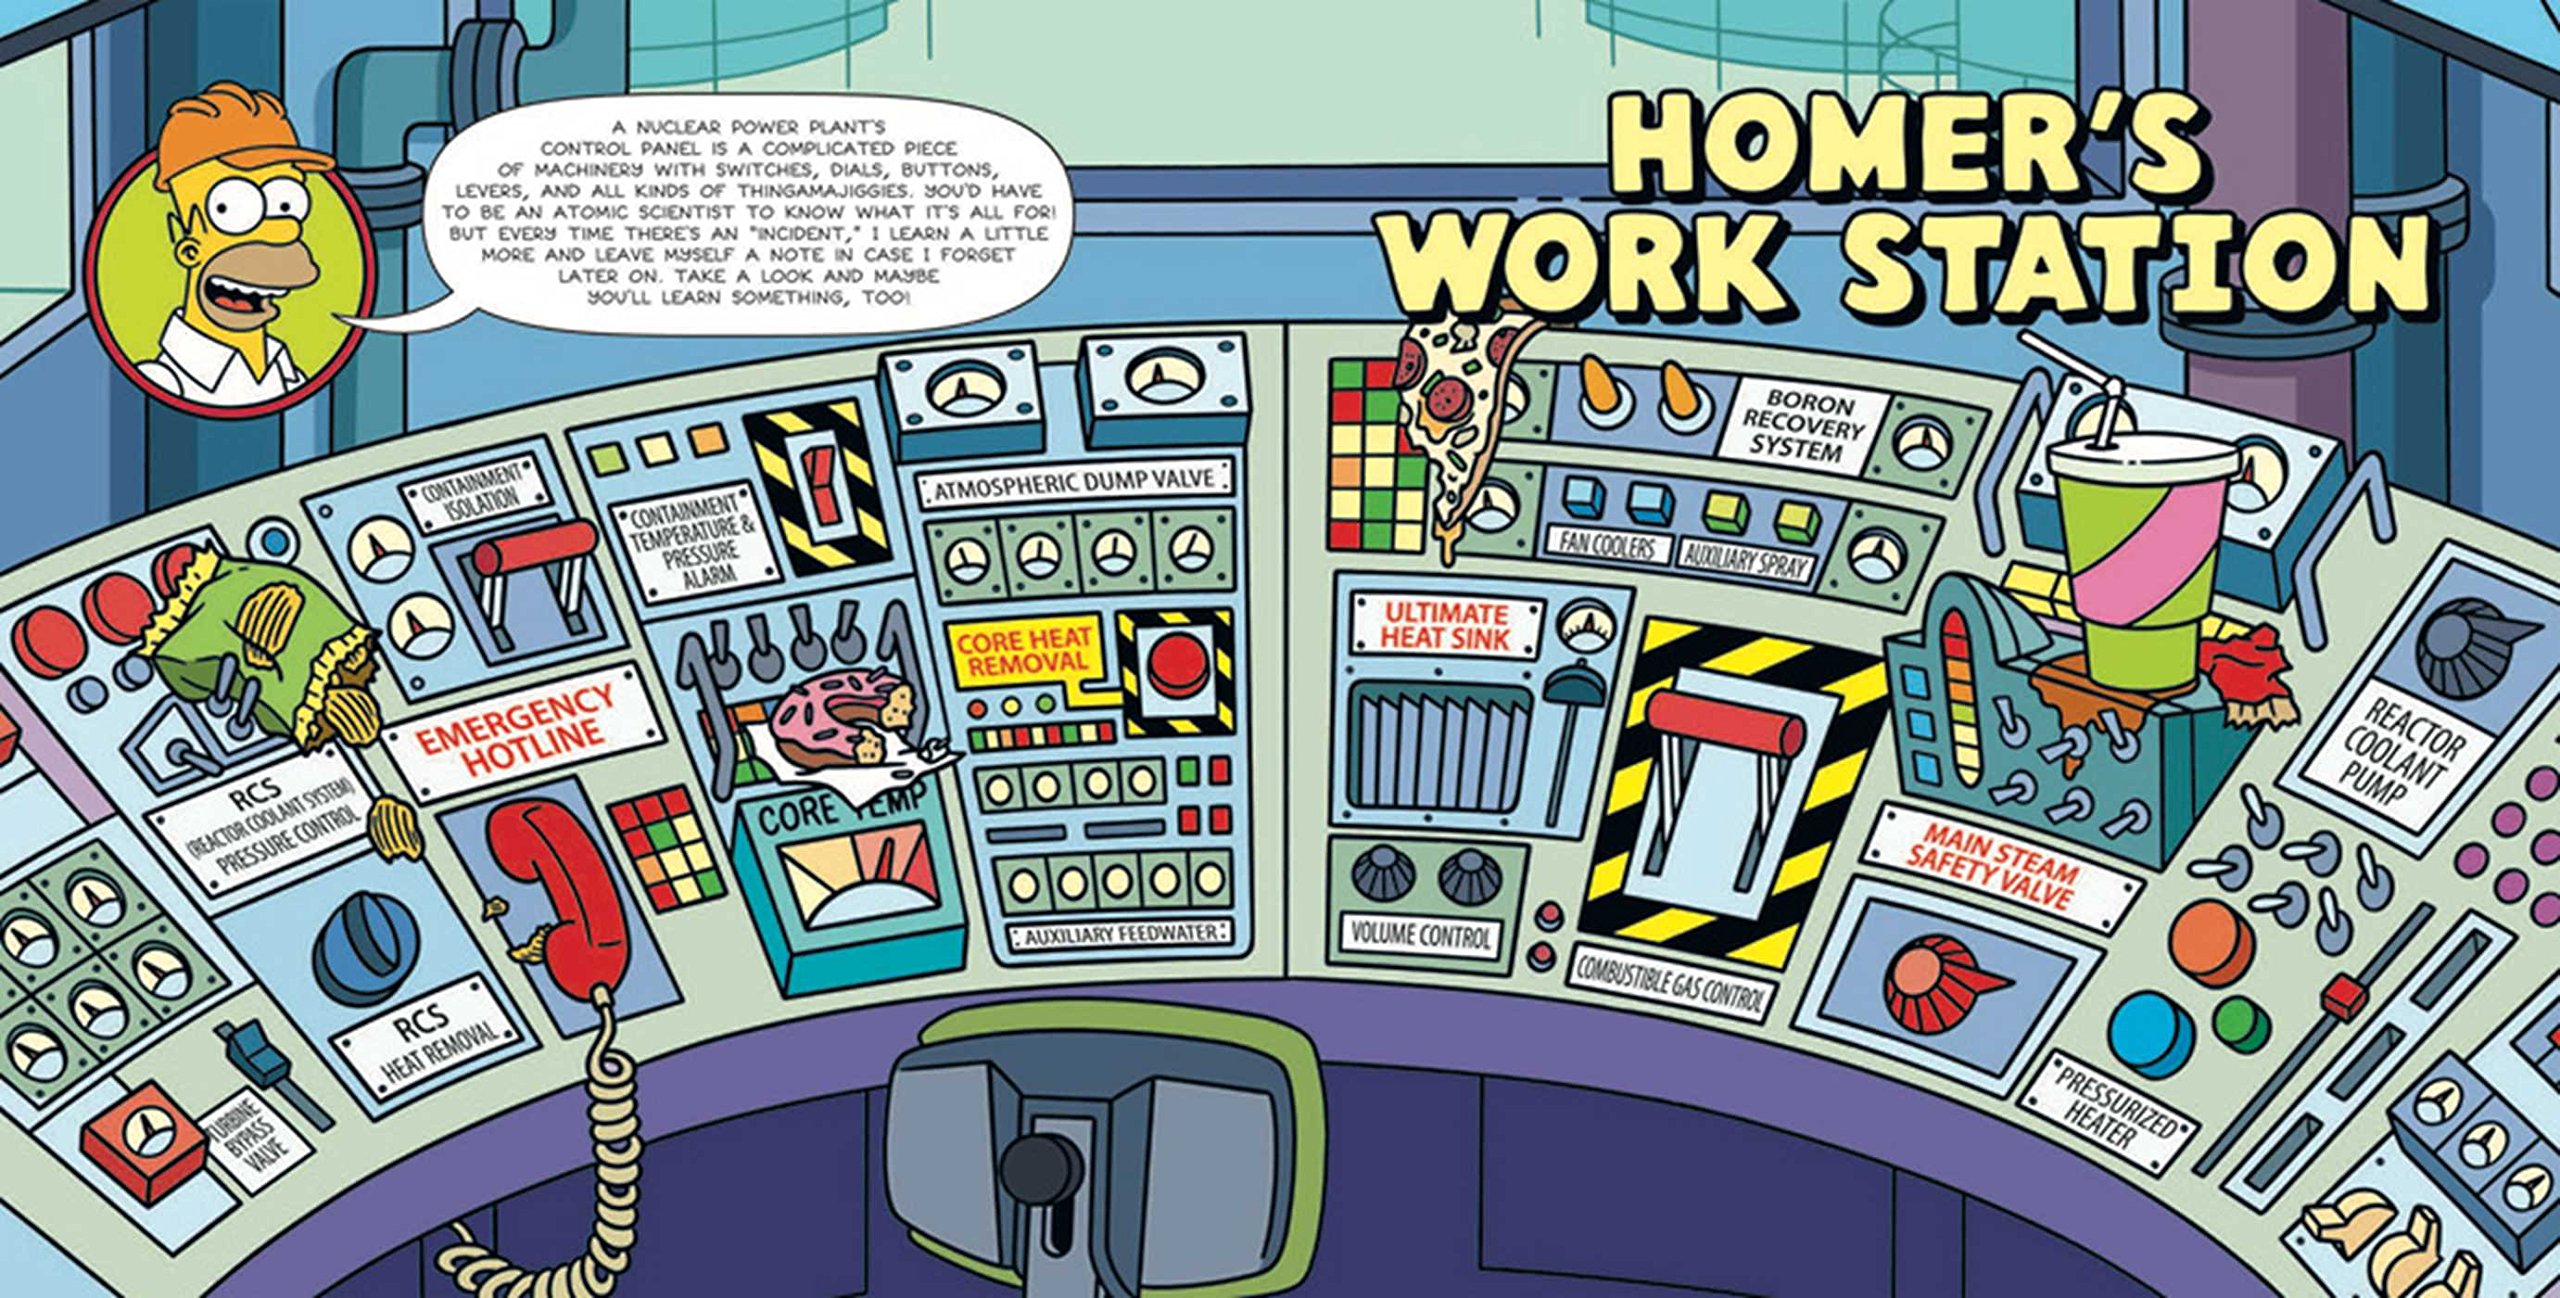 A NUCLEAR POWER PLANT'S
CONTROL PANEL IS A COMPLICATED PIECE
OF MACHINERY WITH SWITCHES, DIALS, BUTTONS,
LEVERS, AND ALL KINDS OF THINGAMAJIGGIES. YOU'D HAVE
TO BE AN ATOMIC SCIENTIST TO KNOW WHAT IT'S ALL FOR!
BUT EVERY TIME THERE'S AN "INCIDENT," I LEARN A LITTLE
MORE AND LEAVE MYSELF A NOTE IN CASE I FORGET
LATER ON. TAKE A LOOK AND MAYBE
YOU'LL LEARN SOMETHING, TOO!
HOMER'S
WORK STATION
CONTAINMENT
ISOLATION
CONTAINMENT
TEMPERATURE &
PRESSURE
ALARM
ATMOSPHERIC DUMP VALVE
CORE HEAT
REMOVAL
EMERGENCY
HOTLINE
RCS
(REACTOR COOLANT SYSTEM)
PRESSURE CONTROL
CORE TEMP
AUXILIARY FEEDWATER
RCS
HEAT REMOVAL
TURBINE
BYPASS
VALVE
BORON
RECOVERY
SYSTEM
FAN COOLERS
AUXILIARY SPRAY
ULTIMATE
HEAT SINK
VOLUME CONTROL
COMBUSTIBLE GAS CONTROL
MAIN STEAM
SAFETY VALVE
REACTOR
COOLANT
PUMP
PRESSURIZED
HEATER